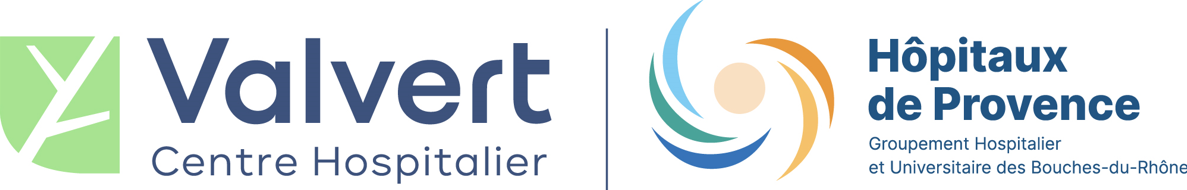 Valvert
Centre Hospitalier
Hôpitaux
de Provence
Groupement Hospitalier
et Universitaire des Bouches-du-Rhône